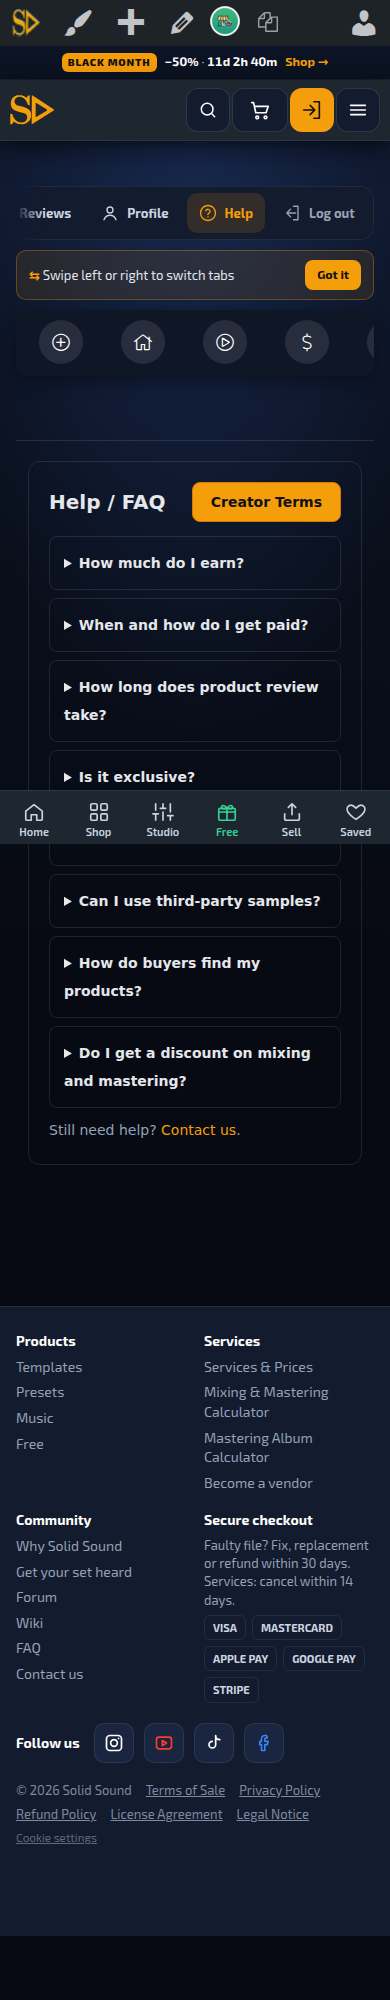 BLACK MONTH −50% · 11d 2h 40m Shop →
Reviews Profile Help Log out
⇆ Swipe left or right to switch tabs Got it
Help / FAQ Creator Terms
▶ How much do I earn?
▶ When and how do I get paid?
▶ How long does product review
take?
▶ Is it exclusive?
Home Shop Studio Free Sell Saved
▶ Can I use third-party samples?
▶ How do buyers find my
products?
▶ Do I get a discount on mixing
and mastering?
Still need help? Contact us.
Products
Templates
Presets
Music
Free
Services
Services & Prices
Mixing & Mastering
Calculator
Mastering Album
Calculator
Become a vendor
Community
Why Solid Sound
Get your set heard
Forum
Wiki
FAQ
Contact us
Secure checkout
Faulty file? Fix, replacement
or refund within 30 days.
Services: cancel within 14
days.
VISA MASTERCARD
APPLE PAY GOOGLE PAY
STRIPE
Follow us
© 2026 Solid Sound Terms of Sale Privacy Policy
Refund Policy License Agreement Legal Notice
Cookie settings